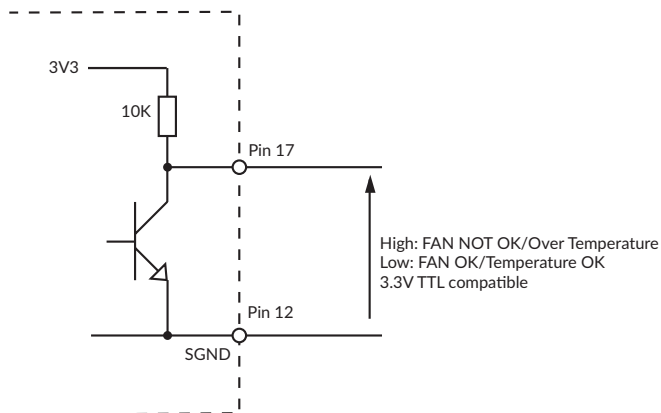 3V3
10K
Pin 17
High: FAN NOT OK/Over Temperature
Low: FAN OK/Temperature OK
3.3V TTL compatible
Pin 12
SGND